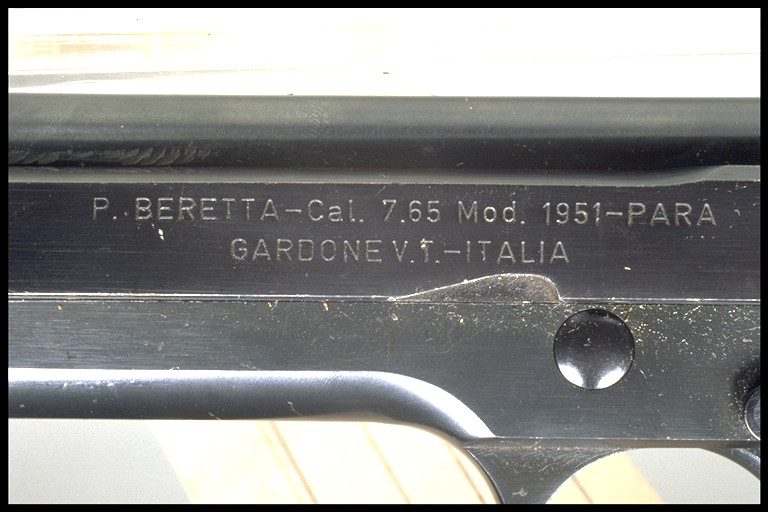 P. BERETTA-Cal. 7.65 Mod. 1951-PARA
GARDONE V.T.-ITALIA